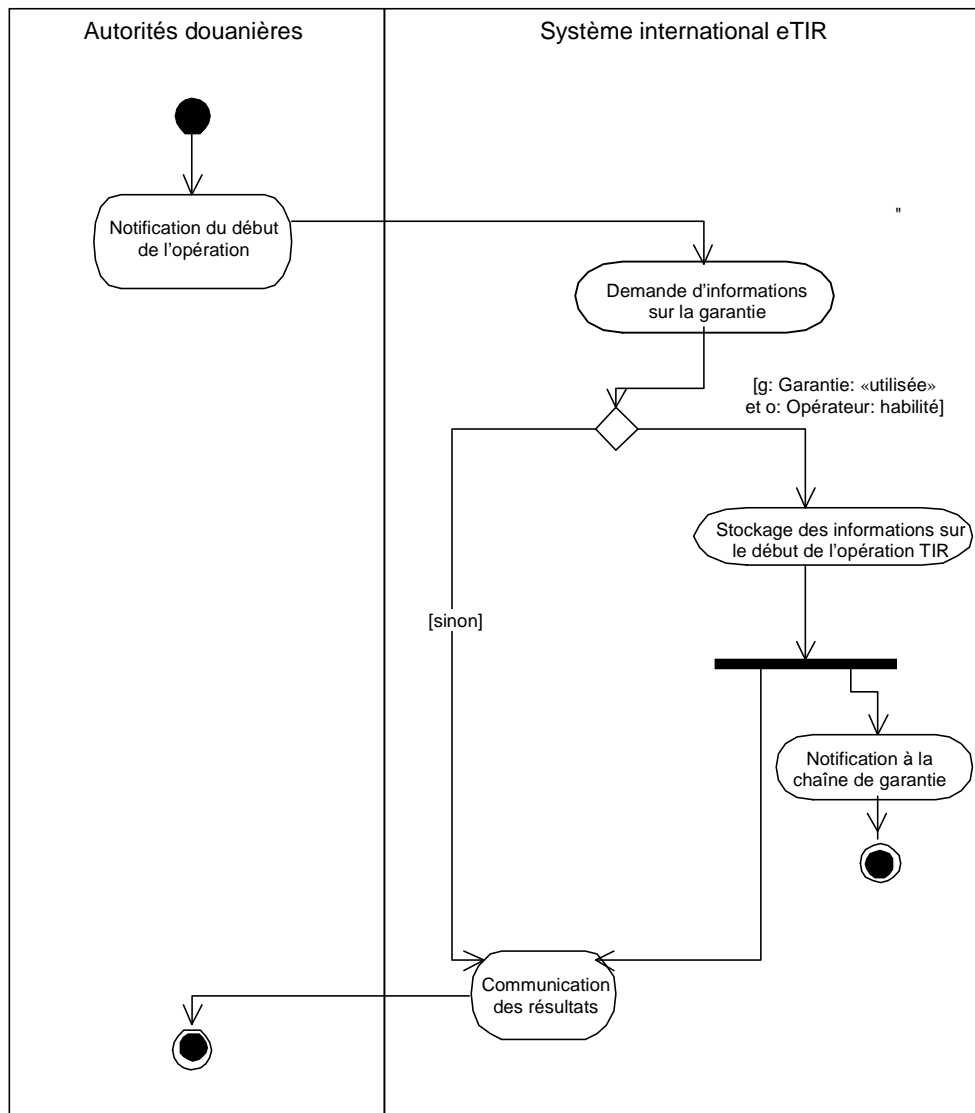 Autorités douanières
Système international eTIR
Notification du début
de l'opération
"
Demande d'informations
sur la garantie
[g: Garantie: «utilisée»
et o: Opérateur: habilité]
Stockage des informations sur
le début de l'opération TIR
[sinon]
Notification à la
chaîne de garantie
Communication
des résultats